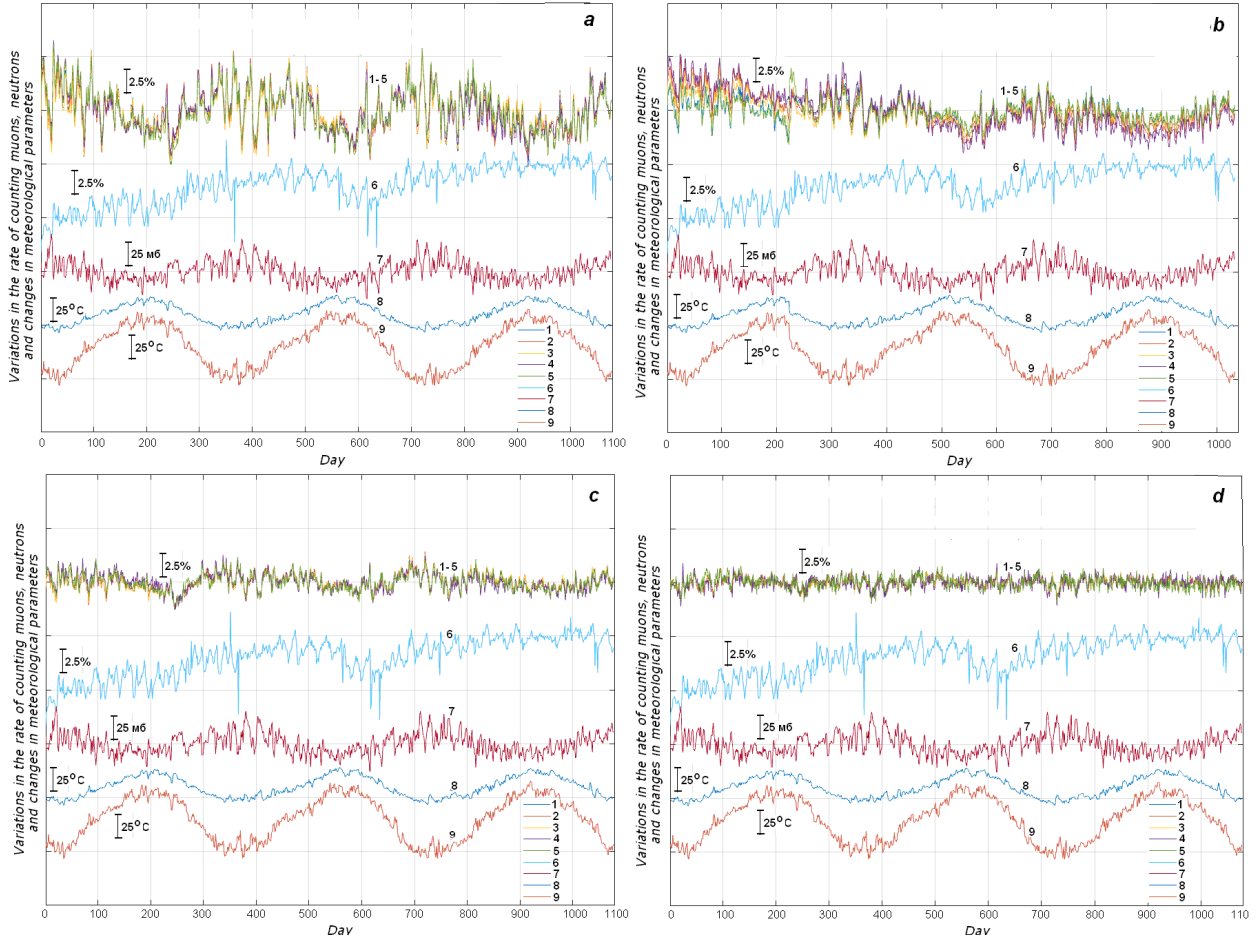 a
Variations in the rate of counting muons, neutrons
and changes in meteorological parameters
2.5%
1-5
2.5%
6
25 мб
7
25°C
8
25°C
9
1
2
3
4
5
6
7
8
9
0 100 200 300 400 500 600 700 800 900 1000 1100
Day
b
Variations in the rate of counting muons, neutrons
and changes in meteorological parameters
2.5%
1-5
2.5%
6
25 мб
7
25°C
8
25°C
9
1
2
3
4
5
6
7
8
9
0 100 200 300 400 500 600 700 800 900 1000
Day
c
Variations in the rate of counting muons, neutrons
and changes in meteorological parameters
2.5%
1-5
2.5%
6
25 мб
7
25°C
8
25°C
9
1
2
3
4
5
6
7
8
9
0 100 200 300 400 500 600 700 800 900 1000 1100
Day
d
Variations in the rate of counting muons, neutrons
and changes in meteorological parameters
2.5%
1-5
2.5%
6
25 мб
7
25°C
8
25°C
9
1
2
3
4
5
6
7
8
9
0 100 200 300 400 500 600 700 800 900 1000 110
Day